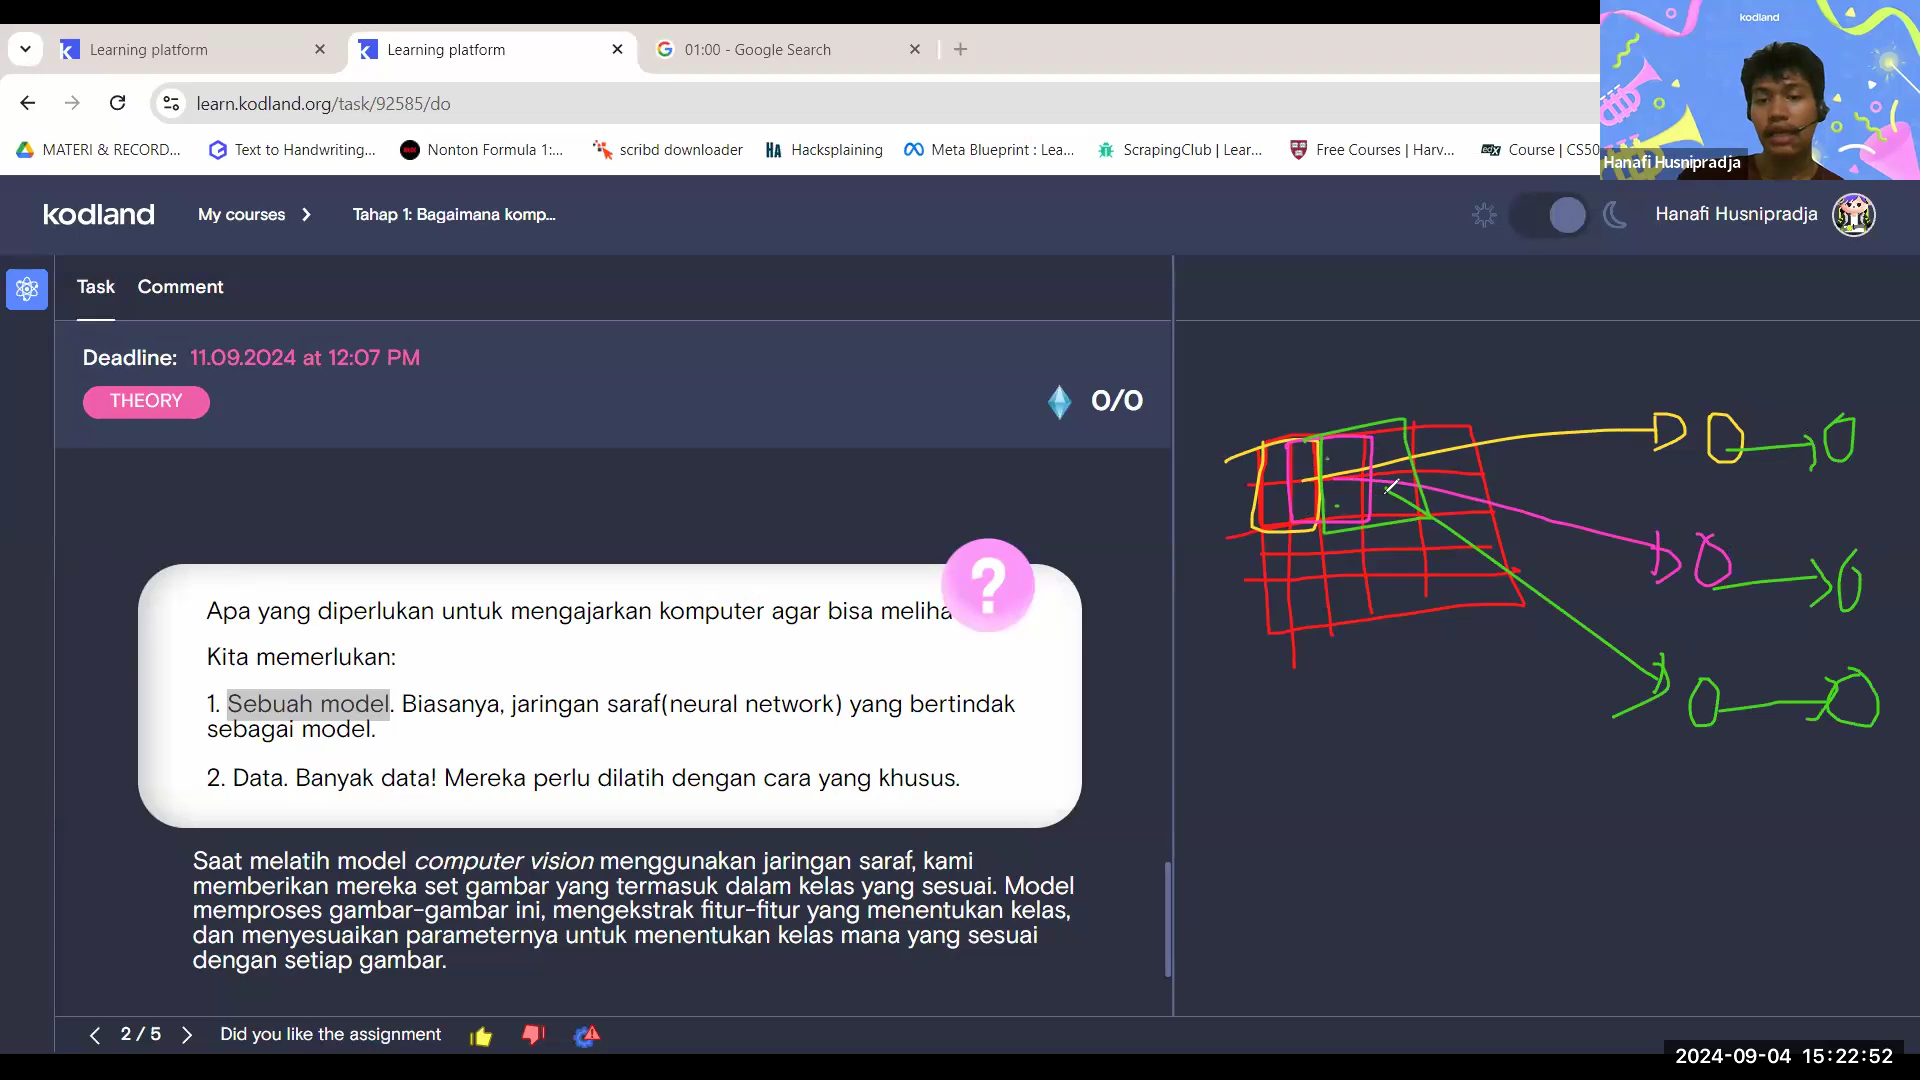 Learning platform
Learning platform
01:00 - Google Search
learn.kodland.org/task/92585/do
MATERI & RECORD...
Text to Handwriting...
Nonton Formula 1:...
scribd downloader
Hacksplaining
Meta Blueprint : Lea...
ScrapingClub | Lear...
Free Courses | Harv...
edX
Course | CS50
kodland
Hanafi Husnipradja
kodland
My courses
Tahap 1: Bagaimana komp...
Hanafi Husnipradja
Task
Comment
Deadline: 11.09.2024 at 12:07 PM
THEORY
0/0
?
Apa yang diperlukan untuk mengajarkan komputer agar bisa meliha
Kita memerlukan:
1. Sebuah model. Biasanya, jaringan saraf(neural network) yang bertindak
sebagai model.
2. Data. Banyak data! Mereka perlu dilatih dengan cara yang khusus.
Saat melatih model computer vision menggunakan jaringan saraf, kami
memberikan mereka set gambar yang termasuk dalam kelas yang sesuai. Model
memproses gambar-gambar ini, mengekstrak fitur-fitur yang menentukan kelas,
dan menyesuaikan parameternya untuk menentukan kelas mana yang sesuai
dengan setiap gambar.
2 / 5
Did you like the assignment
2024-09-04 15:22:52